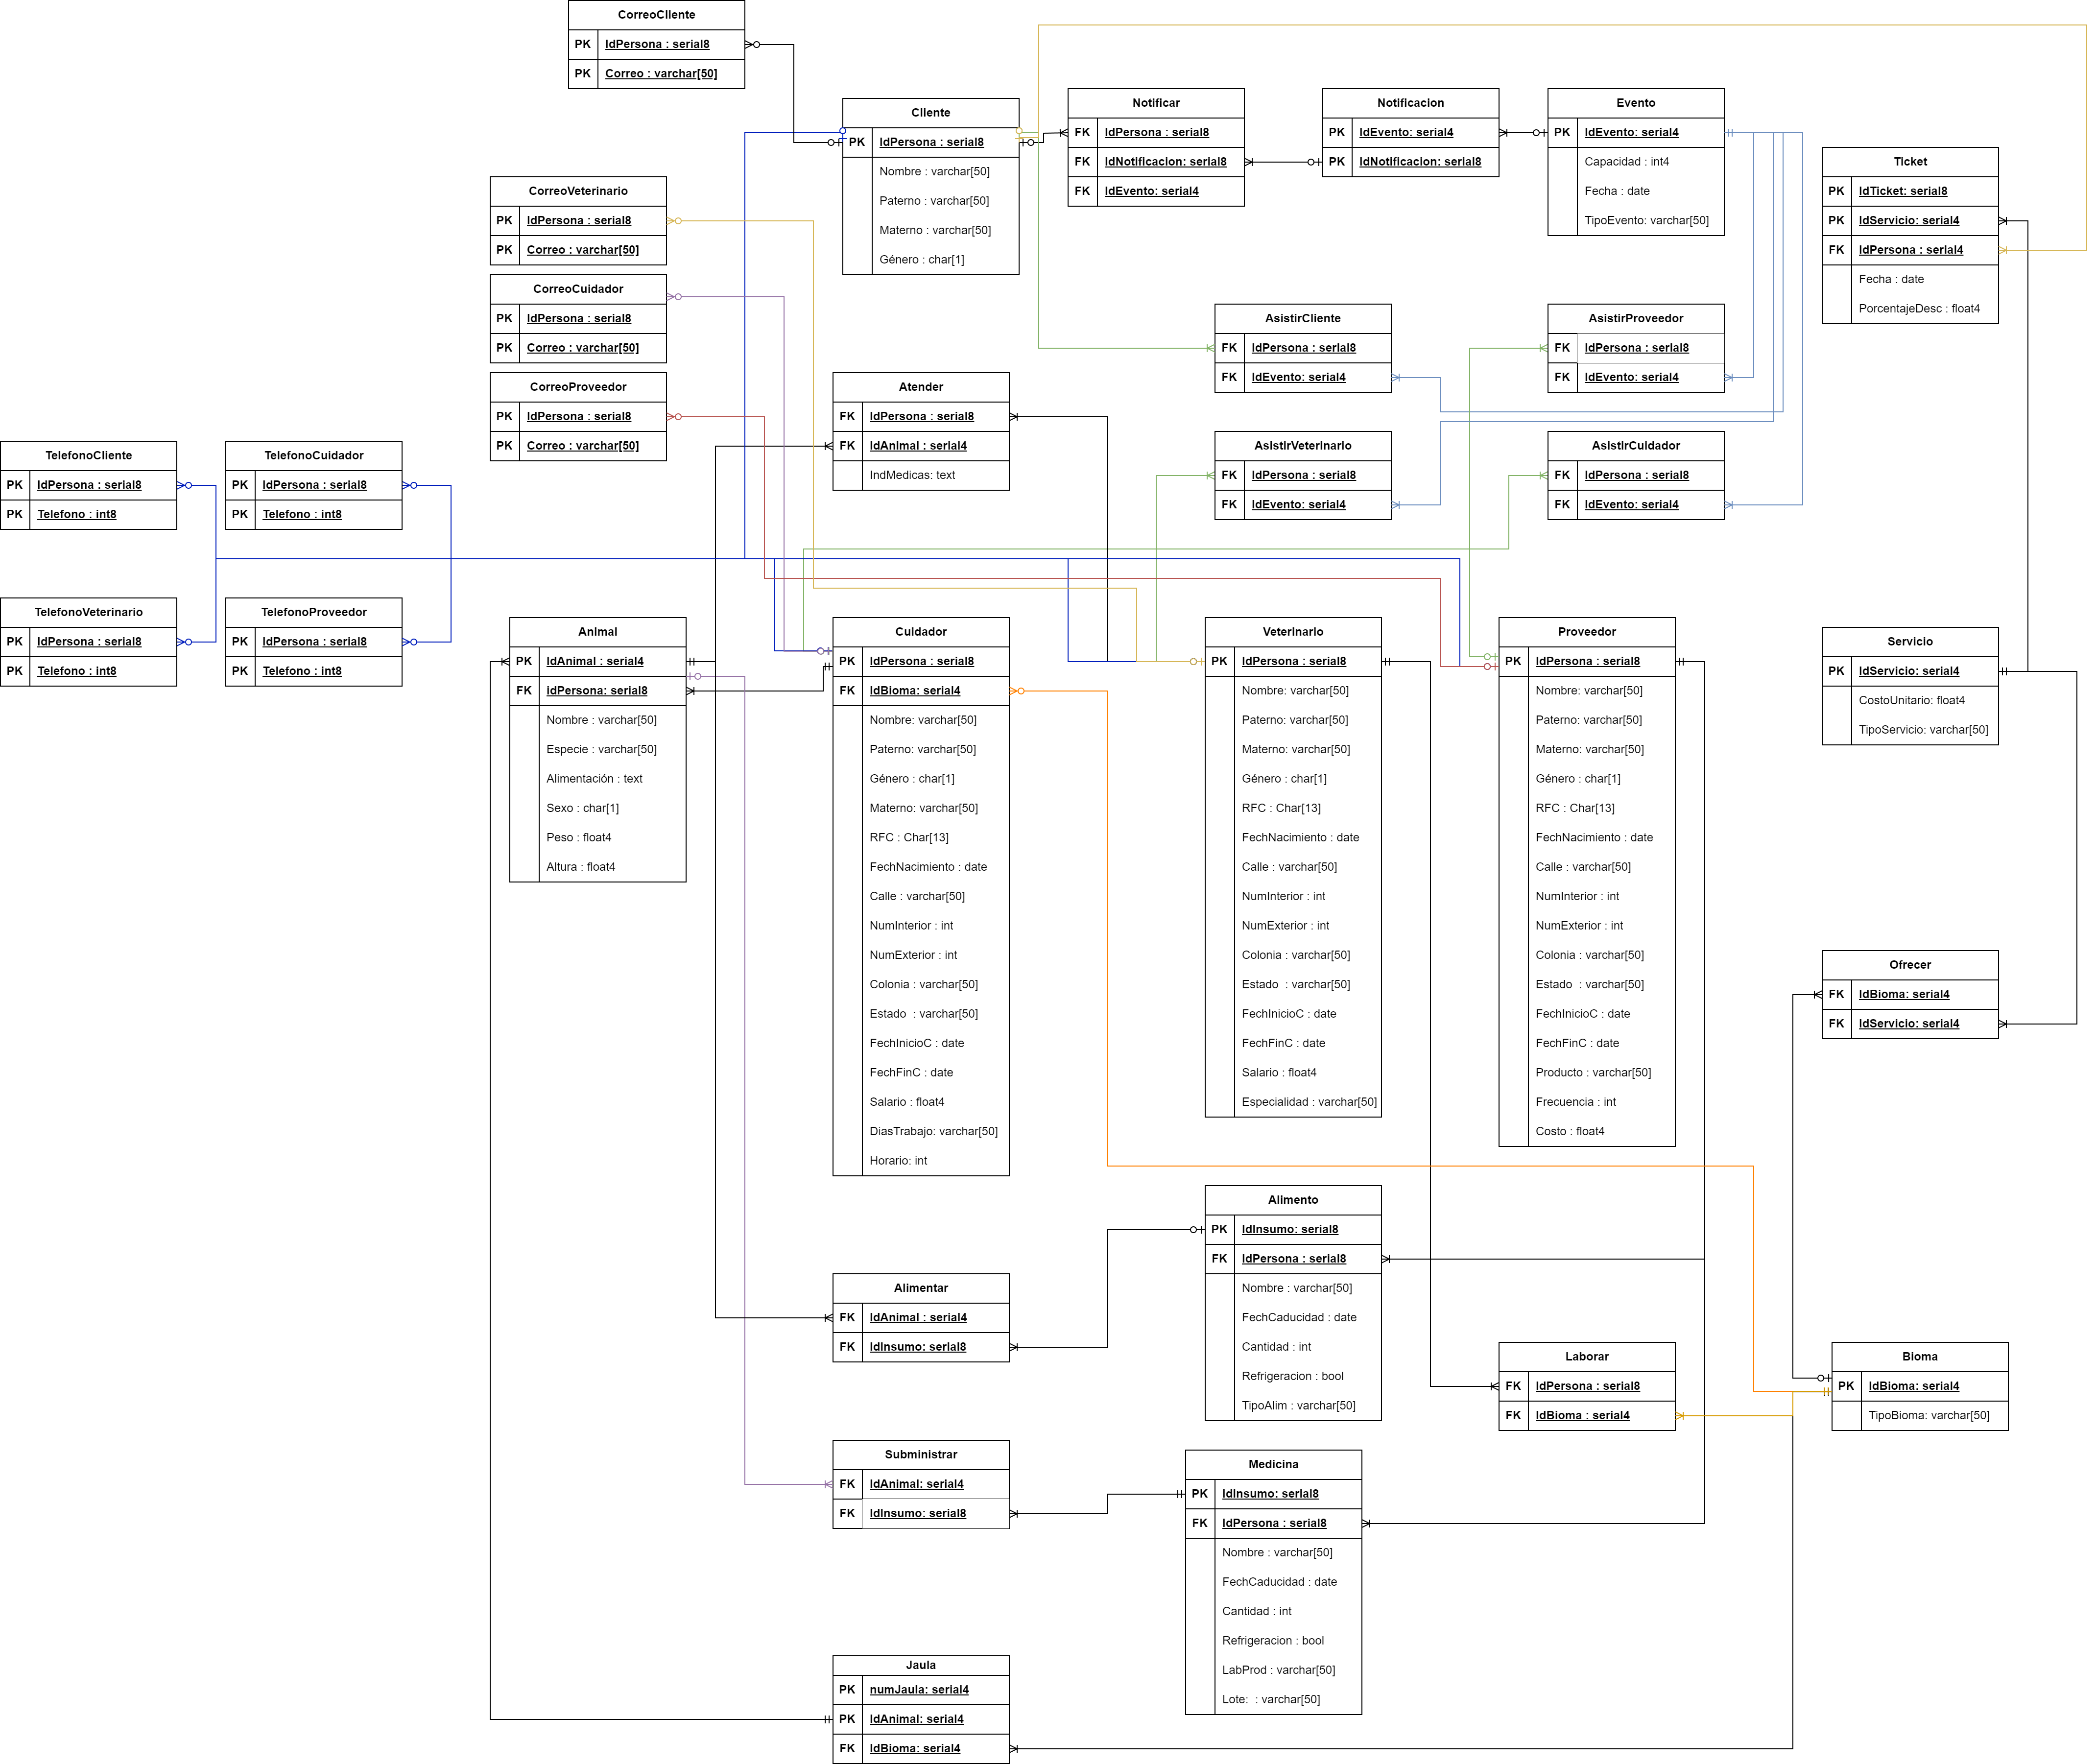 CorreoCliente
PK IdPersona : serial8
PK Correo : varchar[50]
Cliente
PK IdPersona : serial8
Nombre : varchar[50]
Paterno : varchar[50]
Materno : varchar[50]
Género : char[1]
Notificar
FK IdPersona : serial8
FK IdNotificacion: serial8
FK IdEvento: serial4
Notificacion
PK IdEvento: serial4
PK IdNotificacion: serial8
Evento
PK IdEvento: serial4
Capacidad : int4
Fecha : date
TipoEvento: varchar[50]
Ticket
PK IdTicket: serial8
PK IdServicio: serial4
FK IdPersona : serial4
Fecha : date
PorcentajeDesc : float4
CorreoVeterinario
PK IdPersona : serial8
PK Correo : varchar[50]
CorreoCuidador
PK IdPersona : serial8
PK Correo : varchar[50]
CorreoProveedor
PK IdPersona : serial8
PK Correo : varchar[50]
Atender
FK IdPersona : serial8
FK IdAnimal : serial4
IndMedicas: text
AsistirCliente
FK IdPersona : serial8
FK IdEvento: serial4
AsistirProveedor
FK IdPersona : serial8
FK IdEvento: serial4
AsistirVeterinario
FK IdPersona : serial8
FK IdEvento: serial4
AsistirCuidador
FK IdPersona : serial8
FK IdEvento: serial4
TelefonoCliente
PK IdPersona : serial8
PK Telefono : int8
TelefonoCuidador
PK IdPersona : serial8
PK Telefono : int8
TelefonoVeterinario
PK IdPersona : serial8
PK Telefono : int8
TelefonoProveedor
PK IdPersona : serial8
PK Telefono : int8
Animal
PK IdAnimal : serial4
FK idPersona: serial8
Nombre : varchar[50]
Especie : varchar[50]
Alimentación : text
Sexo : char[1]
Peso : float4
Altura : float4
Cuidador
PK IdPersona : serial8
FK IdBioma: serial4
Nombre: varchar[50]
Paterno: varchar[50]
Género : char[1]
Materno: varchar[50]
RFC : Char[13]
FechNacimiento : date
Calle : varchar[50]
NumInterior : int
NumExterior : int
Colonia : varchar[50]
Estado : varchar[50]
FechInicioC : date
FechFinC : date
Salario : float4
DiasTrabajo: varchar[50]
Horario: int
Veterinario
PK IdPersona : serial8
Nombre: varchar[50]
Paterno: varchar[50]
Materno: varchar[50]
Género : char[1]
RFC : Char[13]
FechNacimiento : date
Calle : varchar[50]
NumInterior : int
NumExterior : int
Colonia : varchar[50]
Estado : varchar[50]
FechInicioC : date
FechFinC : date
Salario : float4
Especialidad : varchar[50]
Proveedor
PK IdPersona : serial8
Nombre: varchar[50]
Paterno: varchar[50]
Materno: varchar[50]
Género : char[1]
RFC : Char[13]
FechNacimiento : date
Calle : varchar[50]
NumInterior : int
NumExterior : int
Colonia : varchar[50]
Estado : varchar[50]
FechInicioC : date
FechFinC : date
Producto : varchar[50]
Frecuencia : int
Costo : float4
Servicio
PK IdServicio: serial4
CostoUnitario: float4
TipoServicio: varchar[50]
Ofrecer
FK IdBioma: serial4
FK IdServicio: serial4
Alimento
PK IdInsumo: serial8
FK IdPersona : serial8
Nombre : varchar[50]
FechCaducidad : date
Cantidad : int
Refrigeracion : bool
TipoAlim : varchar[50]
Alimentar
FK IdAnimal : serial4
FK IdInsumo: serial8
Laborar
FK IdPersona : serial8
FK IdBioma : serial4
Bioma
PK IdBioma: serial4
TipoBioma: varchar[50]
Subministrar
FK IdAnimal: serial4
FK IdInsumo: serial8
Medicina
PK IdInsumo: serial8
FK IdPersona : serial8
Nombre : varchar[50]
FechCaducidad : date
Cantidad : int
Refrigeracion : bool
LabProd : varchar[50]
Lote: : varchar[50]
Jaula
PK numJaula: serial4
PK IdAnimal: serial4
FK IdBioma: serial4